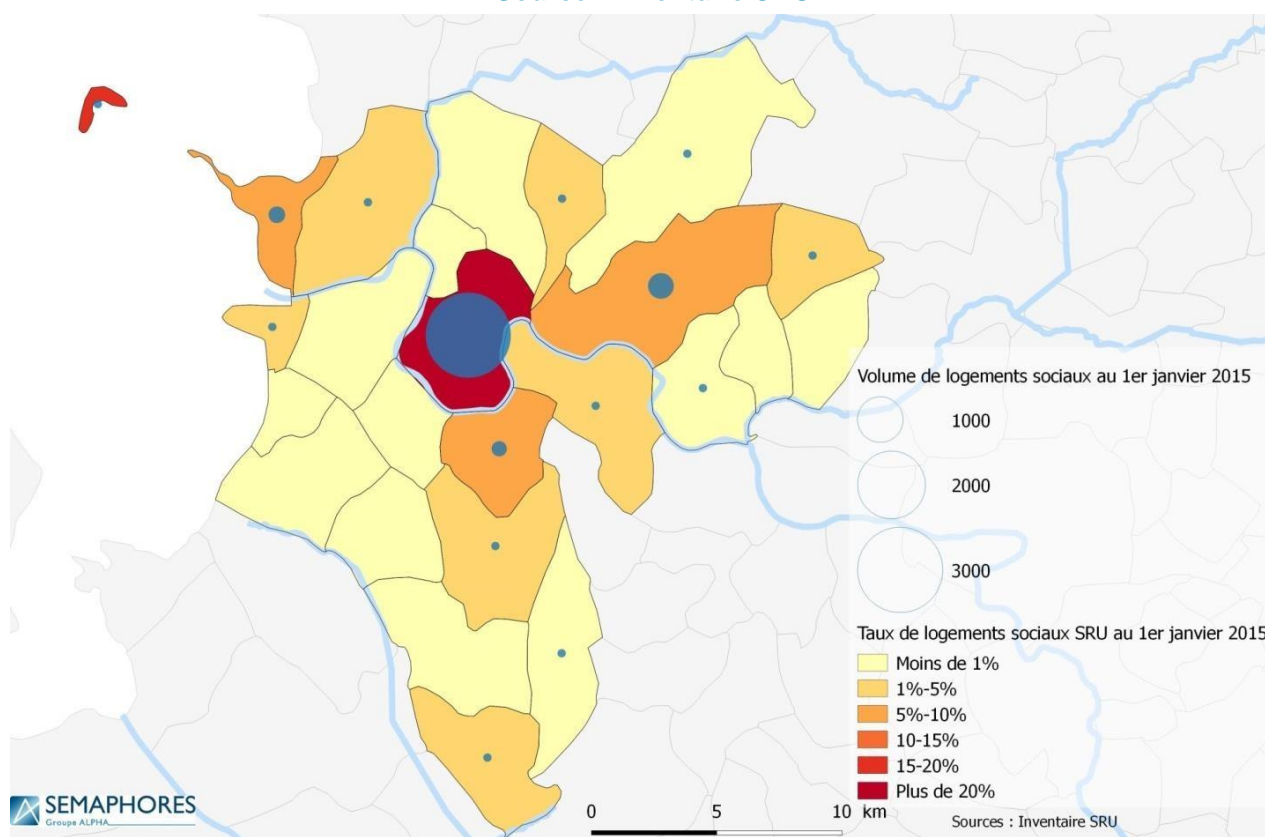 Volume de logements sociaux au 1er janvier 2015
1000
2000
3000
Taux de logements sociaux SRU au 1er janvier 2015
Moins de 1%
1%-5%
5%-10%
10-15%
15-20%
Plus de 20%
0 5 10 km
SEMAPHORES
Groupe ALPHA
Sources : Inventaire SRU